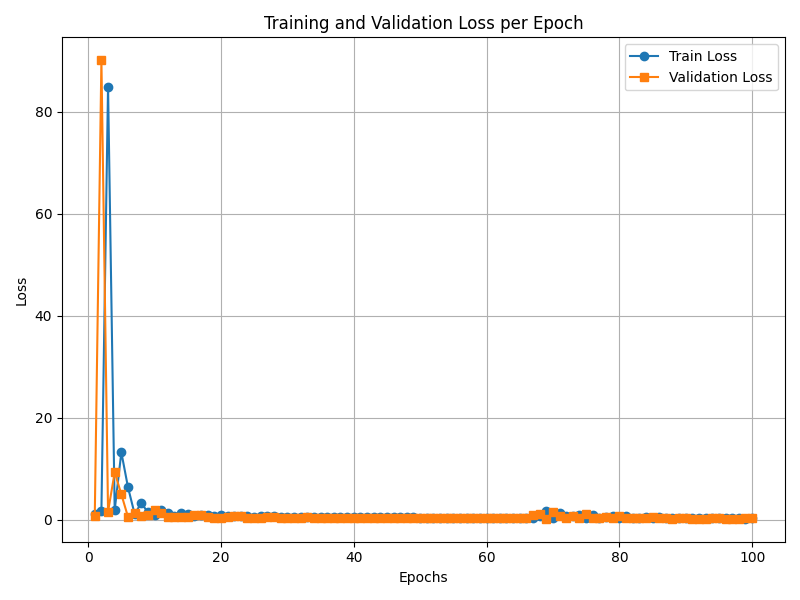 Training and Validation Loss per Epoch
Train Loss
Validation Loss
80
60
40
20
0
Loss
0 20 40 60 80 100
Epochs